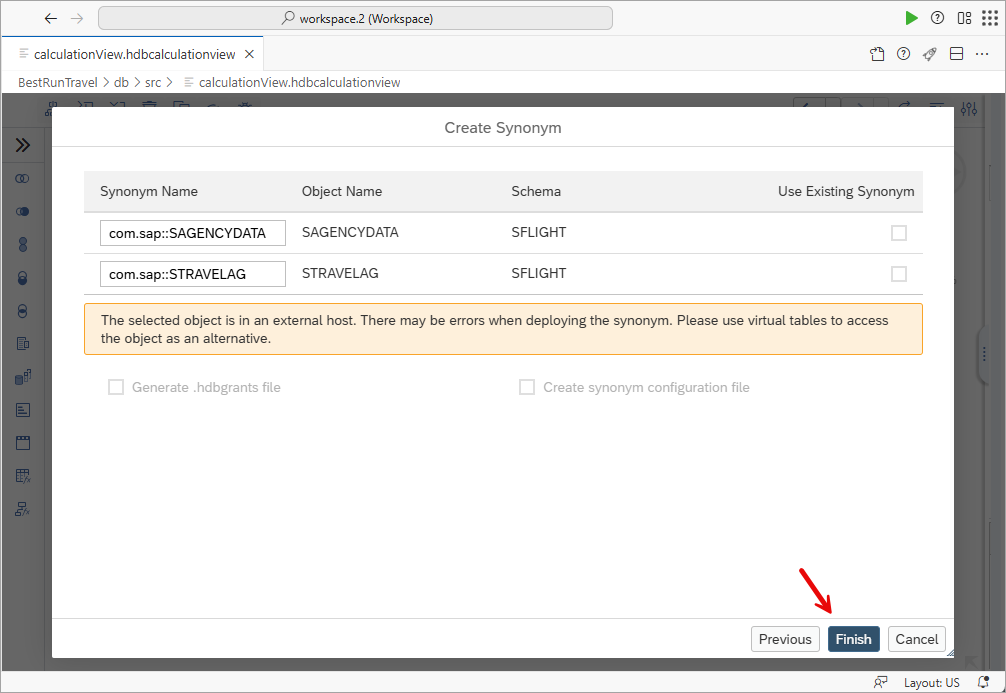 workspace.2 (Workspace)
calculationView.hdbcalculationview
BestRunTravel > db > src > calculationView.hdbcalculationview
Create Synonym
Synonym Name Object Name Schema Use Existing Synonym
com.sap::SAGENCYDATA SAGENCYDATA SFLIGHT
com.sap::STRAVELAG STRAVELAG SFLIGHT
The selected object is in an external host. There may be errors when deploying the synonym. Please use virtual tables to access
the object as an alternative.
Generate .hdbgrants file Create synonym configuration file
Previous Finish Cancel
Layout: US